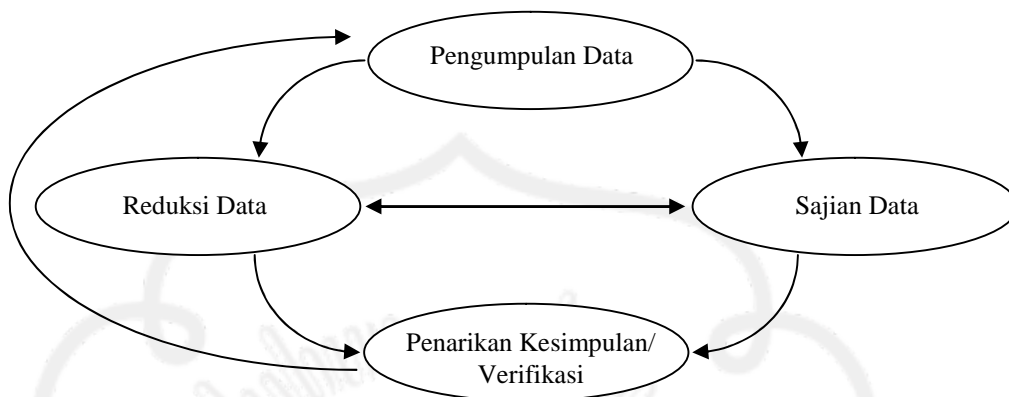 Pengumpulan Data
Reduksi Data
Sajian Data
Penarikan Kesimpulan/
Verifikasi